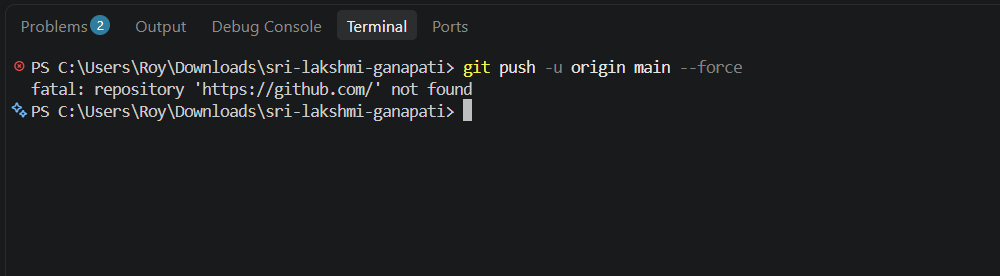 Problems 2 Output Debug Console Terminal Ports
PS C:\Users\Roy\Downloads\sri-lakshmi-ganapati> git push -u origin main --force
fatal: repository 'https://github.com/' not found
PS C:\Users\Roy\Downloads\sri-lakshmi-ganapati>